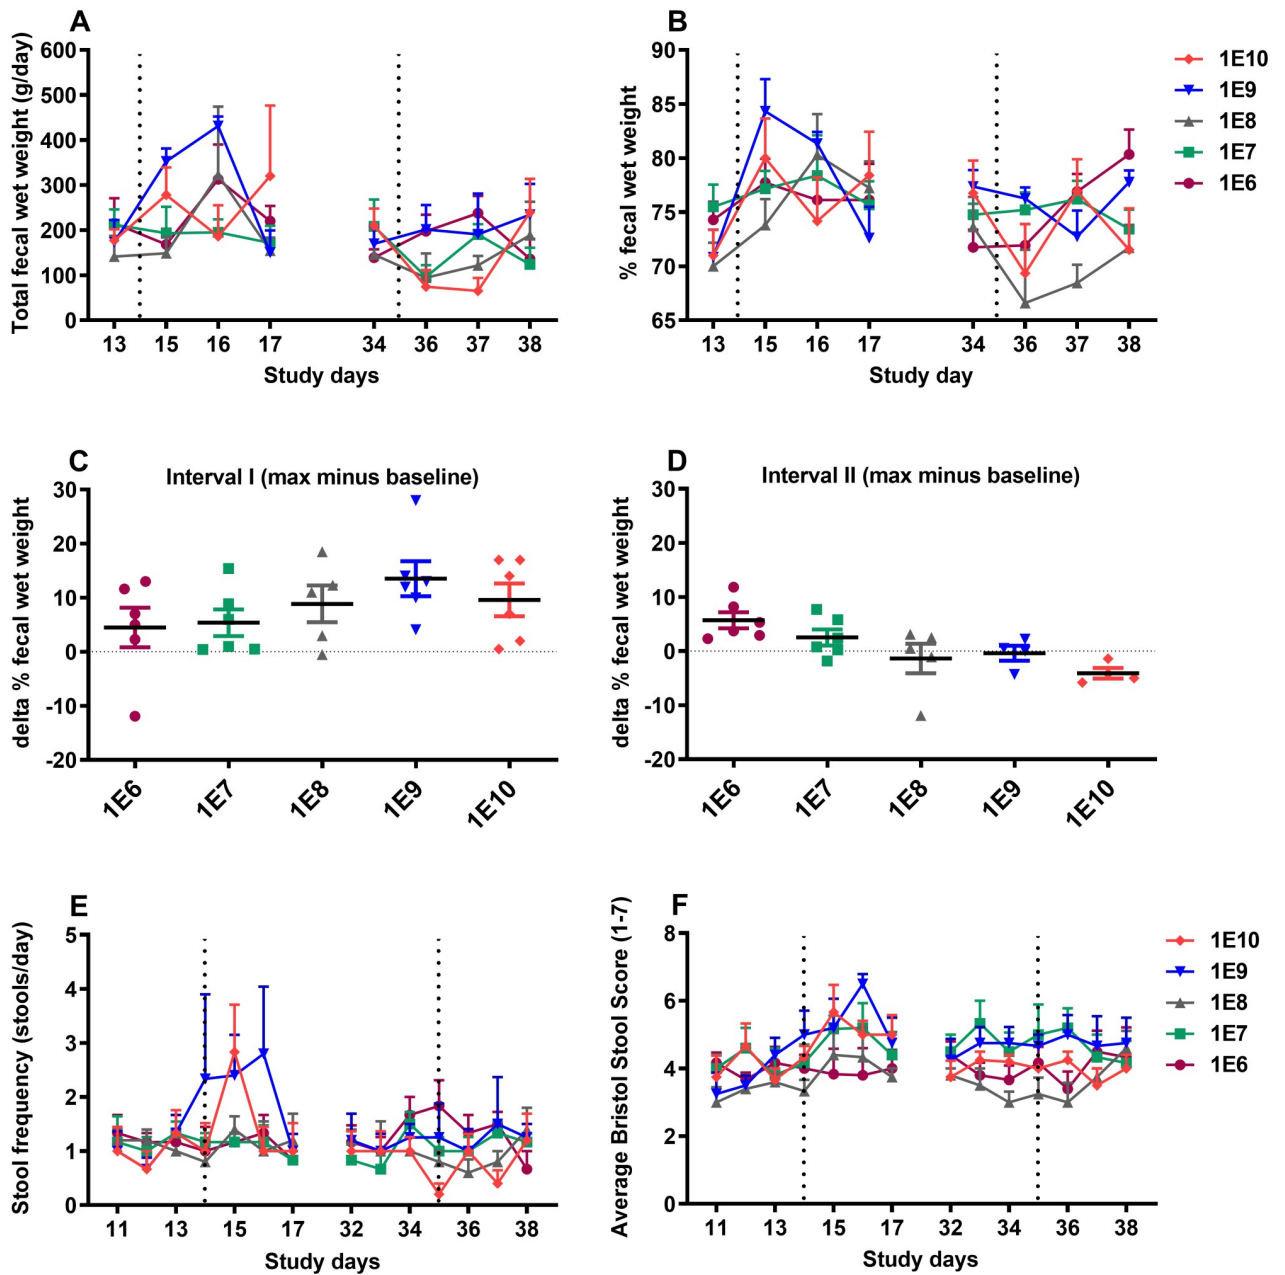 A
Total fecal wet weight (g/day)
600
500
400
300
200
100
0
13 15 16 17 34 36 37 38
Study days
B
% fecal wet weight
90
85
80
75
70
65
13 15 16 17 34 36 37 38
Study day
1E10
1E9
1E8
1E7
1E6
C
Interval I (max minus baseline)
delta % fecal wet weight
30
20
10
0
-10
-20
1E6 1E7 1E8 1E9 1E10
D
Interval II (max minus baseline)
delta % fecal wet weight
30
20
10
0
-10
-20
1E6 1E7 1E8 1E9 1E10
E
Stool frequency (stools/day)
5
4
3
2
1
0
11 13 15 17 32 34 36 38
Study days
F
Average Bristol Stool Score (1-7)
8
6
4
2
0
11 13 15 17 32 34 36 38
Study days
1E10
1E9
1E8
1E7
1E6